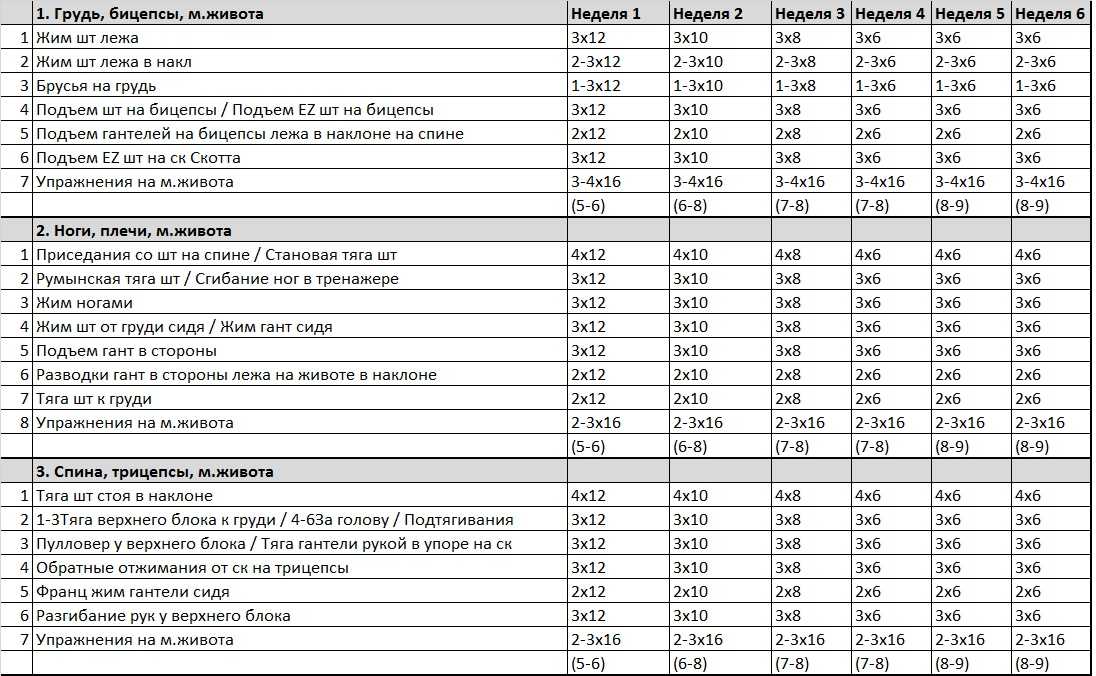 1. Грудь, бицепсы, м.живота Неделя 1 Неделя 2 Неделя 3 Неделя 4 Неделя 5 Неделя 6
1 Жим шт лежа 3x12 3x10 3x8 3x6 3x6 3x6
2 Жим шт лежа в накл 2-3x12 2-3x10 2-3x8 2-3x6 2-3x6 2-3x6
3 Брусья на грудь 1-3x12 1-3x10 1-3x8 1-3x6 1-3x6 1-3x6
4 Подъем шт на бицепсы / Подъем EZ шт на бицепсы 3x12 3x10 3x8 3x6 3x6 3x6
5 Подъем гантелей на бицепсы лежа в наклоне на спине 2x12 2x10 2x8 2x6 2x6 2x6
6 Подъем EZ шт на ск Скотта 3x12 3x10 3x8 3x6 3x6 3x6
7 Упражнения на м.живота 3-4x16 3-4x16 3-4x16 3-4x16 3-4x16 3-4x16
(5-6) (6-8) (7-8) (7-8) (8-9) (8-9)
2. Ноги, плечи, м.живота
1 Приседания со шт на спине / Становая тяга шт 4x12 4x10 4x8 4x6 4x6 4x6
2 Румынская тяга шт / Сгибание ног в тренажере 3x12 3x10 3x8 3x6 3x6 3x6
3 Жим ногами 3x12 3x10 3x8 3x6 3x6 3x6
4 Жим шт от груди сидя / Жим гант сидя 3x12 3x10 3x8 3x6 3x6 3x6
5 Подъем гант в стороны 3x12 3x10 3x8 3x6 3x6 3x6
6 Разводки гант в стороны лежа на животе в наклоне 2x12 2x10 2x8 2x6 2x6 2x6
7 Тяга шт к груди 2x12 2x10 2x8 2x6 2x6 2x6
8 Упражнения на м.живота 2-3x16 2-3x16 2-3x16 2-3x16 2-3x16 2-3x16
(5-6) (6-8) (7-8) (7-8) (8-9) (8-9)
3. Спина, трицепсы, м.живота
1 Тяга шт стоя в наклоне 4x12 4x10 4x8 4x6 4x6 4x6
2 1-3Тяга верхнего блока к груди / 4-6За голову / Подтягивания 3x12 3x10 3x8 3x6 3x6 3x6
3 Пулловер у верхнего блока / Тяга гантели рукой в упоре на ск 3x12 3x10 3x8 3x6 3x6 3x6
4 Обратные отжимания от ск на трицепсы 3x12 3x10 3x8 3x6 3x6 3x6
5 Франц жим гантели сидя 2x12 2x10 2x8 2x6 2x6 2x6
6 Разгибание рук у верхнего блока 3x12 3x10 3x8 3x6 3x6 3x6
7 Упражнения на м.живота 2-3x16 2-3x16 2-3x16 2-3x16 2-3x16 2-3x16
(5-6) (6-8) (7-8) (7-8) (8-9) (8-9)